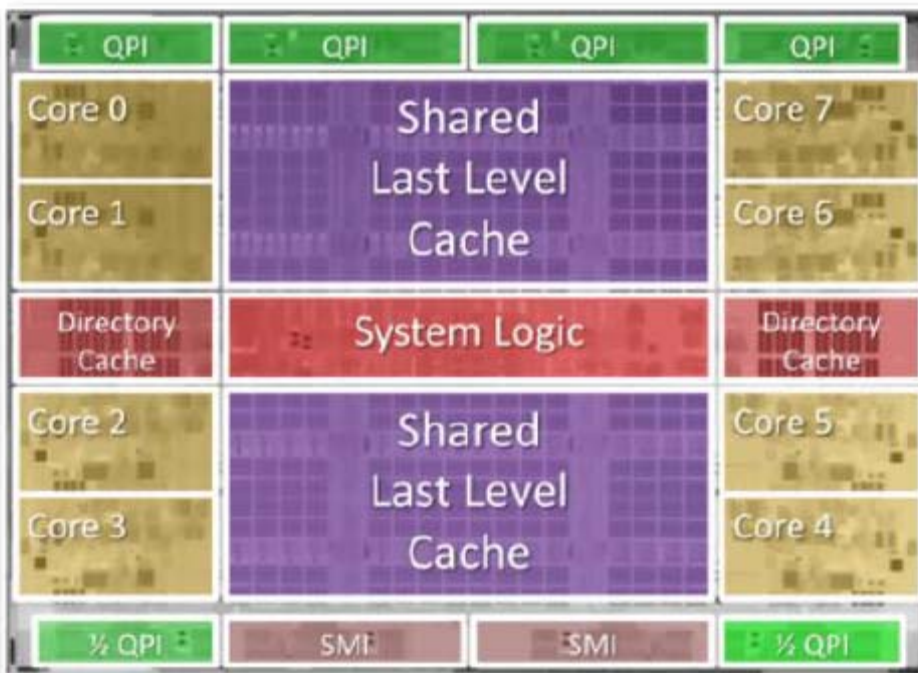 QPI QPI QPI QPI
Core 0
Shared
Last Level
Cache
Core 7
Core 1
Core 6
Directory
Cache
System Logic
Directory
Cache
Core 2
Shared
Last Level
Cache
Core 5
Core 3
Core 4
½ QPI SMI SMI ½ QPI